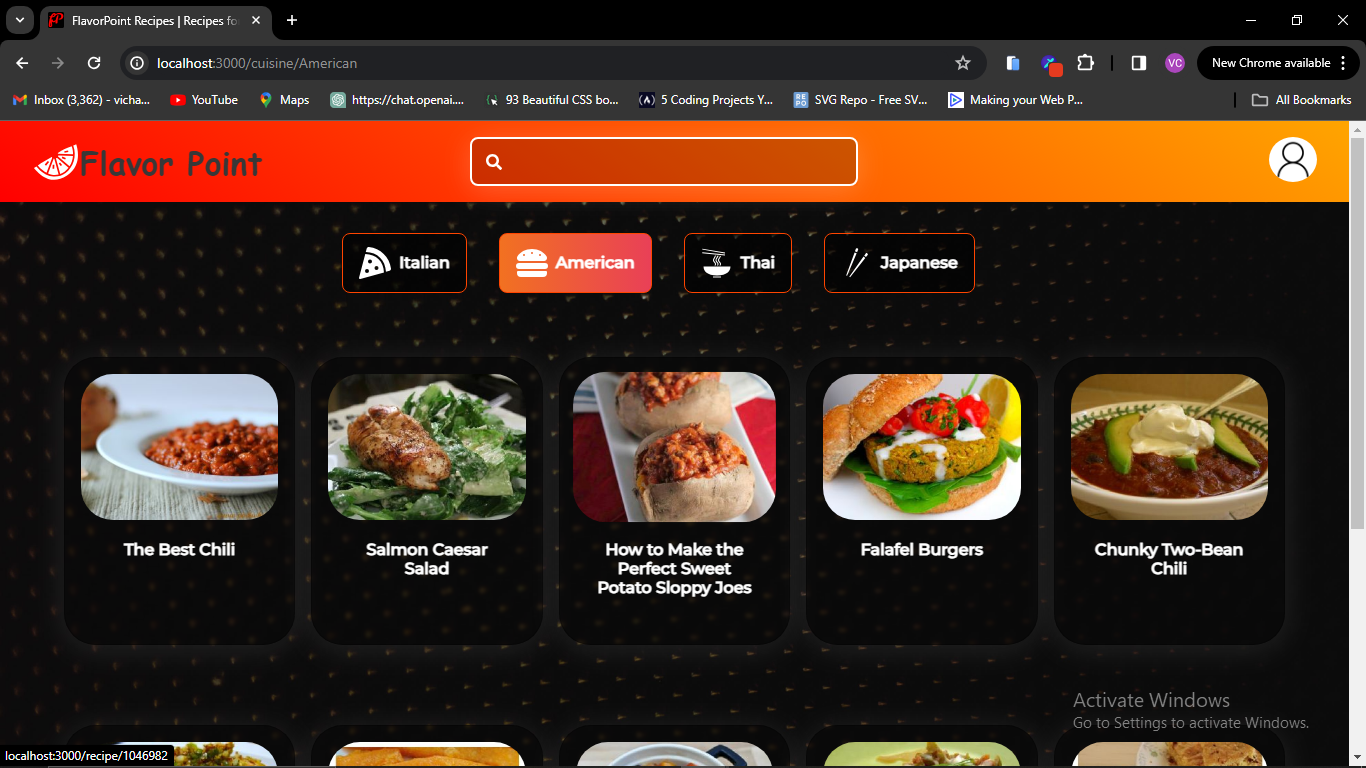 FlavorPoint Recipes | Recipes fo
localhost:3000/cuisine/American
VC
New Chrome available
Inbox (3,362) - vicha...
YouTube
Maps
https://chat.openai....
93 Beautiful CSS bo...
5 Coding Projects Y...
SVG Repo - Free SV...
Making your Web P...
All Bookmarks
Flavor Point
Italian
American
Thai
Japanese
The Best Chili
Salmon Caesar
Salad
How to Make the
Perfect Sweet
Potato Sloppy Joes
Falafel Burgers
Chunky Two-Bean
Chili
Activate Windows
Go to Settings to activate Windows.
localhost:3000/recipe/1046982